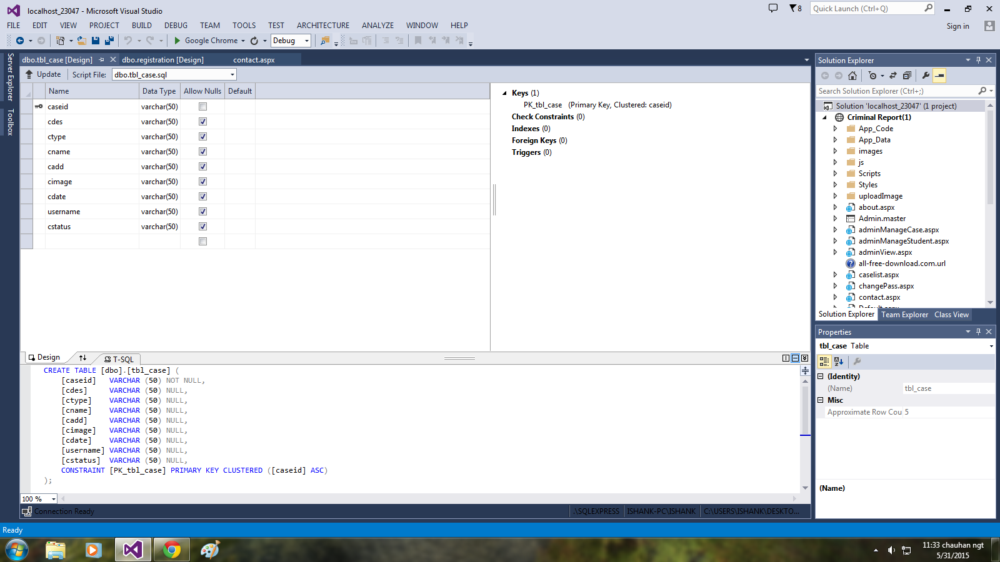 localhost_23047 - Microsoft Visual Studio
8
Quick Launch (Ctrl+Q)
FILE EDIT VIEW PROJECT BUILD DEBUG TEAM TOOLS TEST ARCHITECTURE ANALYZE WINDOW HELP
Sign in
Google Chrome
Debug
Server Explorer
Toolbox
dbo.tbl_case [Design]
dbo.registration [Design]
contact.aspx
Update
Script File:
dbo.tbl_case.sql
Name Data Type Allow Nulls Default
caseid varchar(50)
cdes varchar(50)
ctype varchar(50)
cname varchar(50)
cadd varchar(50)
cimage varchar(50)
cdate varchar(50)
username varchar(50)
cstatus varchar(50)
Keys (1)
PK_tbl_case (Primary Key, Clustered: caseid)
Check Constraints (0)
Indexes (0)
Foreign Keys (0)
Triggers (0)
Design
T-SQL
CREATE TABLE [dbo].[tbl_case] (
[caseid] VARCHAR (50) NOT NULL,
[cdes] VARCHAR (50) NULL,
[ctype] VARCHAR (50) NULL,
[cname] VARCHAR (50) NULL,
[cadd] VARCHAR (50) NULL,
[cimage] VARCHAR (50) NULL,
[cdate] VARCHAR (50) NULL,
[username] VARCHAR (50) NULL,
[cstatus] VARCHAR (50) NULL,
CONSTRAINT [PK_tbl_case] PRIMARY KEY CLUSTERED ([caseid] ASC)
);
100 %
Connection Ready
.\SQLEXPRESS
ISHANK-PC\ISHANK
C:\USERS\ISHANK\DESKTO...
Solution Explorer
Search Solution Explorer (Ctrl+;)
Solution 'localhost_23047' (1 project)
Criminal Report(1)
App_Code
App_Data
images
js
Scripts
Styles
uploadImage
about.aspx
Admin.master
adminManageCase.aspx
adminManageStudent.aspx
adminView.aspx
all-free-download.com.url
caselist.aspx
changePass.aspx
contact.aspx
Default.aspx
Solution Explorer Team Explorer Class View
Properties
tbl_case Table
(Identity)
(Name) tbl_case
Misc
Approximate Row Cou 5
(Name)
Ready
11:33 chauhan ngt
5/31/2015